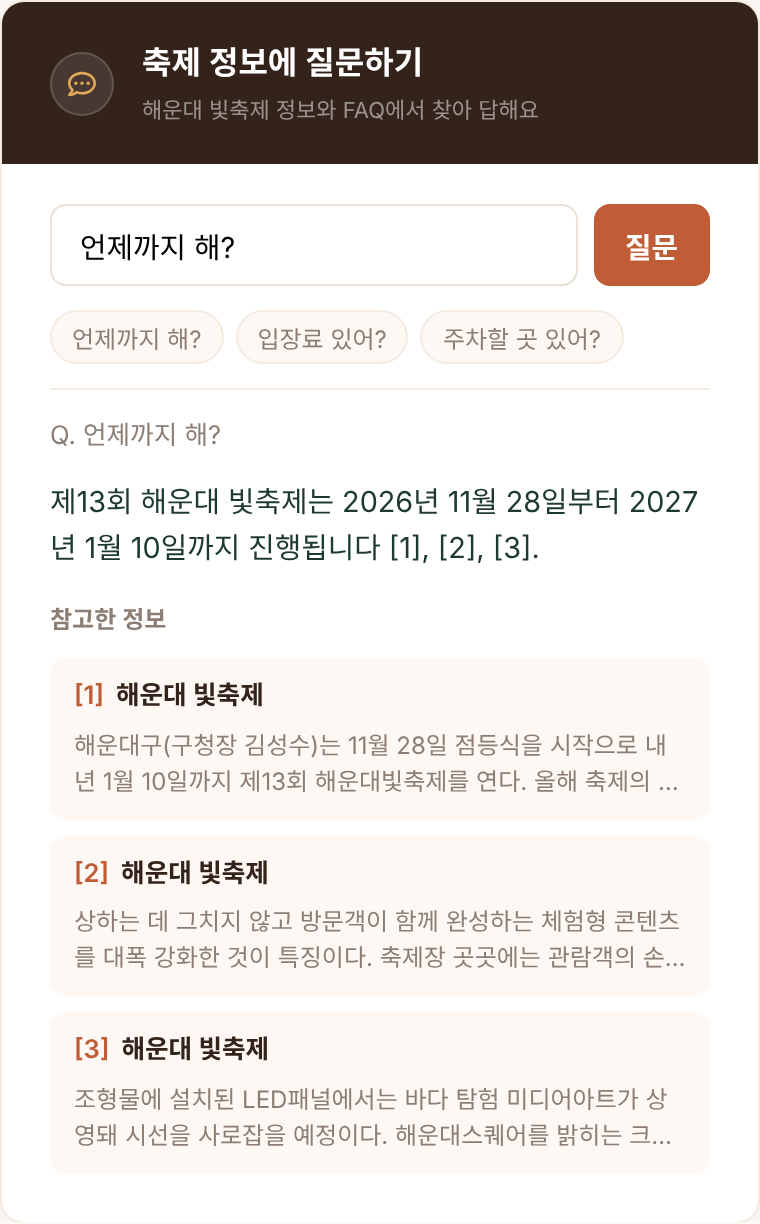 축제 정보에 질문하기
해운대 빛축제 정보와 FAQ에서 찾아 답해요
언제까지 해?
질문
언제까지 해?
입장료 있어?
주차할 곳 있어?
Q. 언제까지 해?
제13회 해운대 빛축제는 2026년 11월 28일부터 2027
년 1월 10일까지 진행됩니다 [1], [2], [3].
참고한 정보
[1] 해운대 빛축제
해운대구(구청장 김성수)는 11월 28일 점등식을 시작으로 내
년 1월 10일까지 제13회 해운대빛축제를 연다. 올해 축제의 ...
[2] 해운대 빛축제
상하는 데 그치지 않고 방문객이 함께 완성하는 체험형 콘텐츠
를 대폭 강화한 것이 특징이다. 축제장 곳곳에는 관람객의 손...
[3] 해운대 빛축제
조형물에 설치된 LED패널에서는 바다 탐험 미디어아트가 상
영돼 시선을 사로잡을 예정이다. 해운대스퀘어를 밝히는 크...